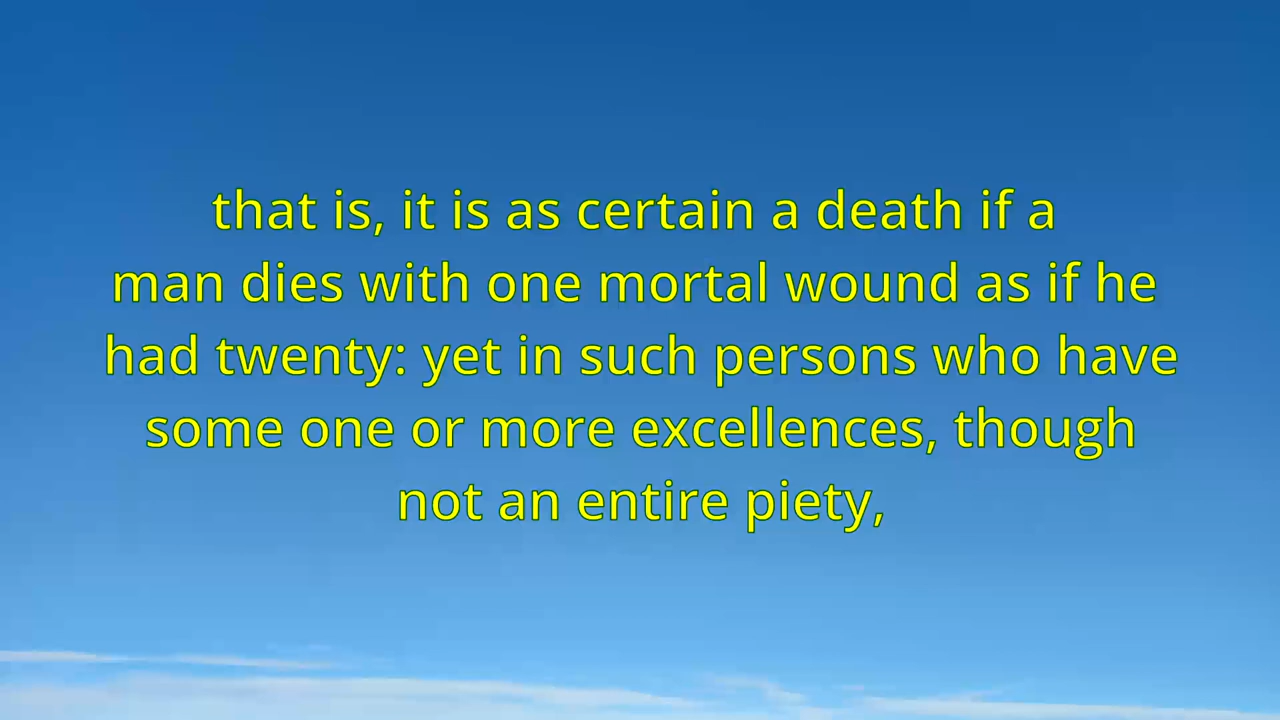 that is, it is as certain a death if a
man dies with one mortal wound as if he
had twenty: yet in such persons who have
some one or more excellences, though
not an entire piety,